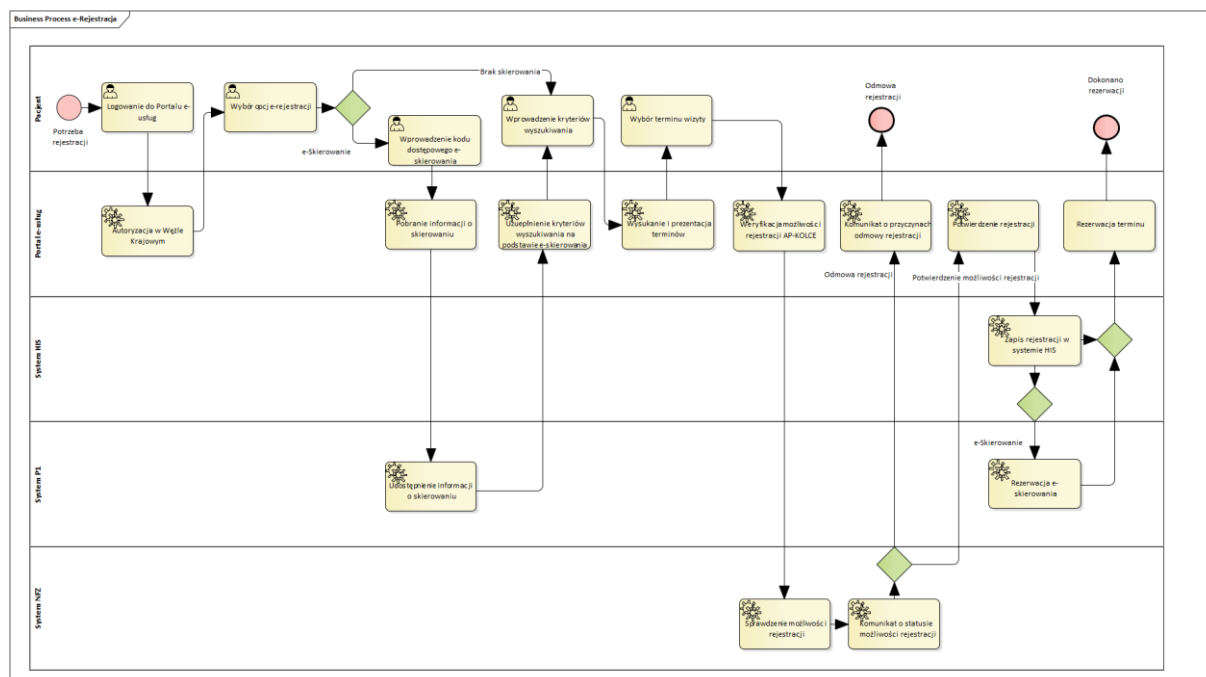 Business Process e-Rejestracja
Pacjent
Potrzeba
rejestracji
Logowanie do Portalu e-
usług
Wybór opcji e-rejestracji
Brak skierowania
e-Skierowanie
Wprowadzenie kodu
dostępowego e-
skierowania
Wprowadzenie kryteriów
wyszukiwania
Wybór terminu wizyty
Odmowa
rejestracji
Dokonano
rezerwacji
Portal e-usług
Autoryzacja w Węźle
Krajowym
Pobranie informacji o
skierowaniu
Uzuepłnienie kryteriów
wyszukiwania na
podstawie e-skierowania
Wysukanie i prezentacja
terminów
Weryfikacja możliwości
rejestracji AP-KOLCE
Komunikat o przyczynach
odmowy rejestracji
Potwierdzenie rejestracji
Rezerwacja terminu
Odmowa rejestracji
Potwierdzenie możliwości rejestracji
System HIS
Zapis rejestracji w
systemie HIS
System P1
e-Skierowanie
Udostępnienie informacji
o skierowaniu
Rezerwacja e-
skierowania
System NFZ
Sprawdzenie możliwości
rejestracji
Komunikat o statusie
możliwości rejestracji